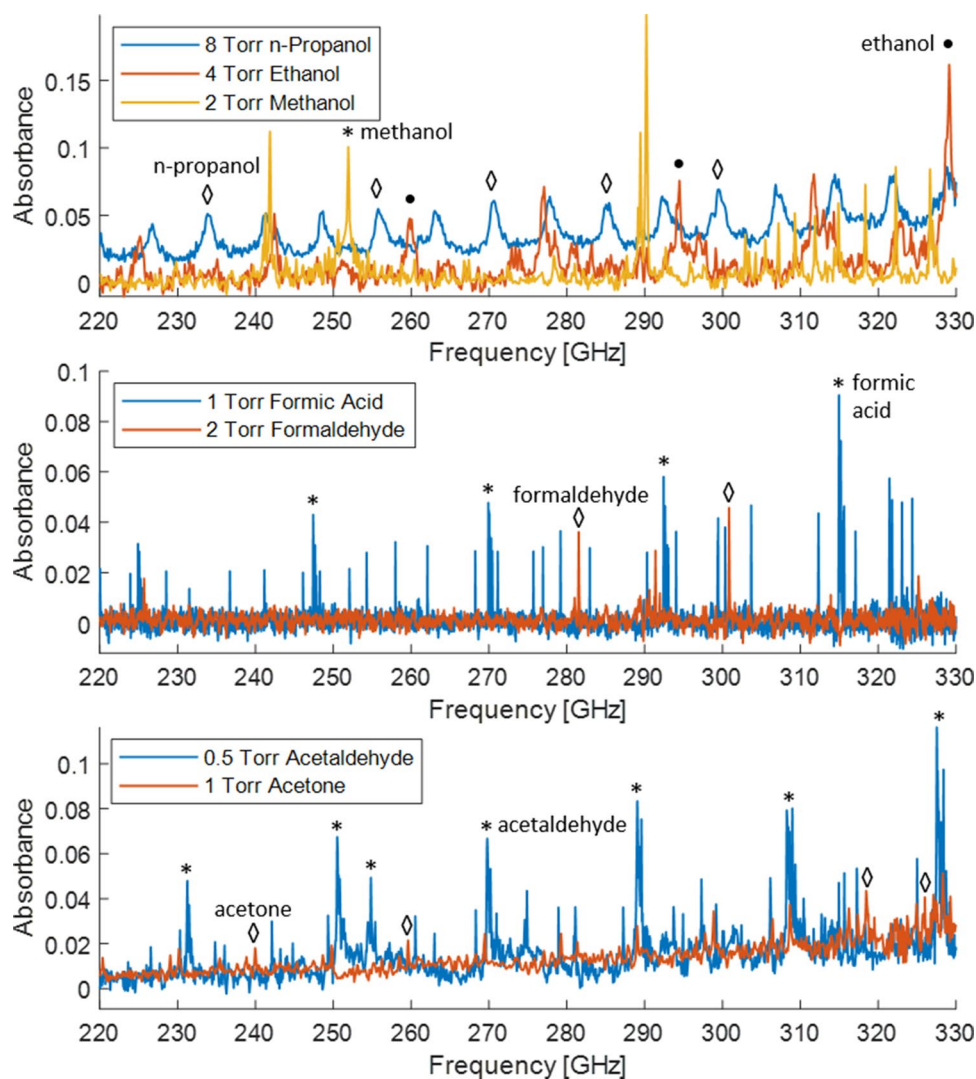 8 Torr n-Propanol
4 Torr Ethanol
2 Torr Methanol
ethanol ●
* methanol
n-propanol
◊
Absorbance
0.15
0.1
0.05
0
220 230 240 250 260 270 280 290 300 310 320 330
Frequency [GHz]
1 Torr Formic Acid
2 Torr Formaldehyde
* formic
acid
formaldehyde
◊
Absorbance
0.1
0.08
0.06
0.04
0.02
0
220 230 240 250 260 270 280 290 300 310 320 330
Frequency [GHz]
0.5 Torr Acetaldehyde
1 Torr Acetone
* acetaldehyde
acetone
◊
Absorbance
0.1
0.08
0.06
0.04
0.02
0
220 230 240 250 260 270 280 290 300 310 320 330
Frequency [GHz]